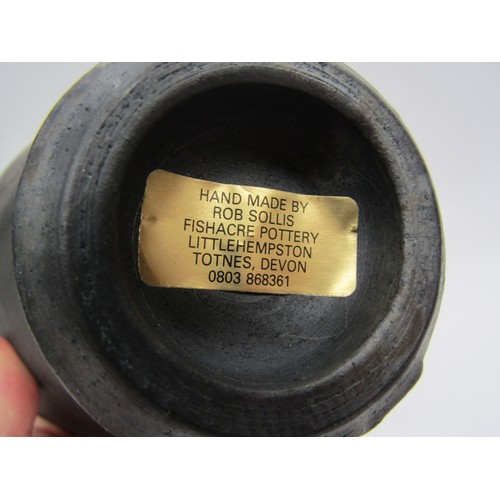 HAND MADE BY
ROB SOLLIS
FISHACRE POTTERY
LITTLEHEMPSTON
TOTNES, DEVON
0803 868361